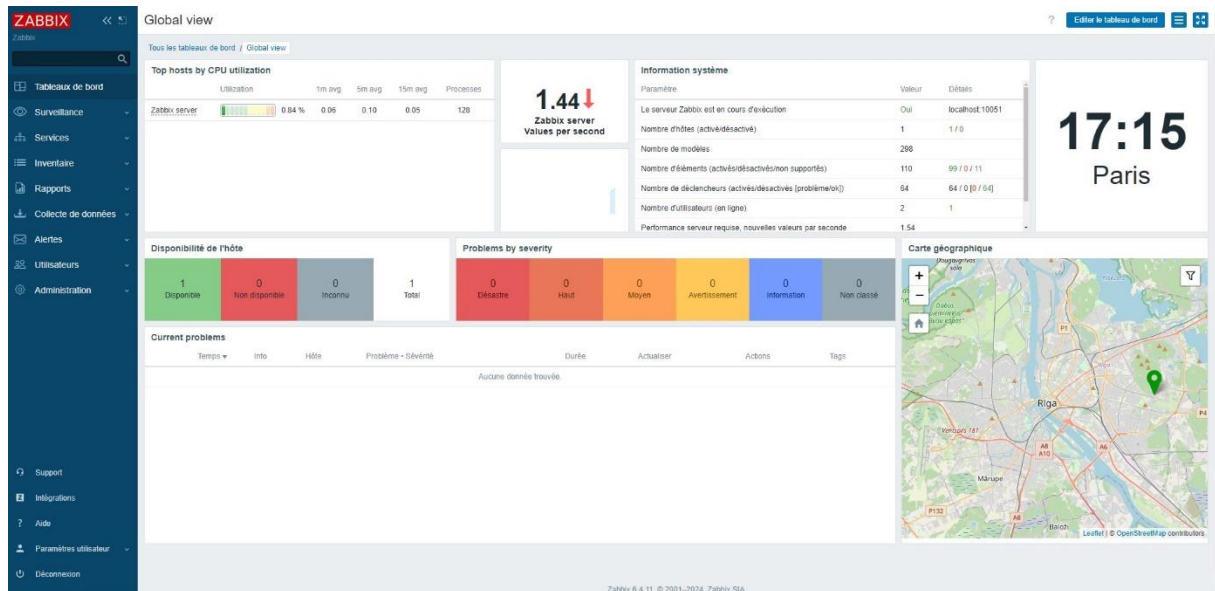 ZABBIX
Zabbix
Tableaux de bord
Surveillance
Services
Inventaire
Rapports
Collecte de données
Alertes
Utilisateurs
Administration
Support
Intégrations
Aide
Paramètres utilisateur
Déconnexion
Global view
? Editer le tableau de bord
Tous les tableaux de bord / Global view
Top hosts by CPU utilization
Utilization 1m avg 5m avg 15m avg Processes
Zabbix server 0.84 % 0.06 0.10 0.05 128
1.44
Zabbix server
Values per second
Information système
Paramètre Valeur Détails
Le serveur Zabbix est en cours d'exécution Oui localhost:10051
Nombre d'hôtes (activé/désactivé) 1 1 / 0
Nombre de modèles 298
Nombre d'éléments (activés/désactivés/non supportés) 110 99 / 0 / 11
Nombre de déclencheurs (activés/désactivés [problème/ok]) 64 64 / 0 [0 / 64]
Nombre d'utilisateurs (en ligne) 2 1
Performance serveur requise, nouvelles valeurs par seconde 1.54
17:15
Paris
Disponibilité de l'hôte
1 Disponible
0 Non disponible
0 Inconnu
1 Total
Problems by severity
0 Désastre
0 Haut
0 Moyen
0 Avertissement
0 Information
0 Non classé
Carte géographique
+
−
P1
Rīga
Riga
P4
A8
A10
A6
Mārupe
P132
A8
Baloži
Leaflet | © OpenStreetMap contributors
Current problems
Temps Info Hôte Problème • Sévérité Durée Actualiser Actions Tags
Aucune donnée trouvée.
Zabbix 6.4.11. © 2001–2024, Zabbix SIA